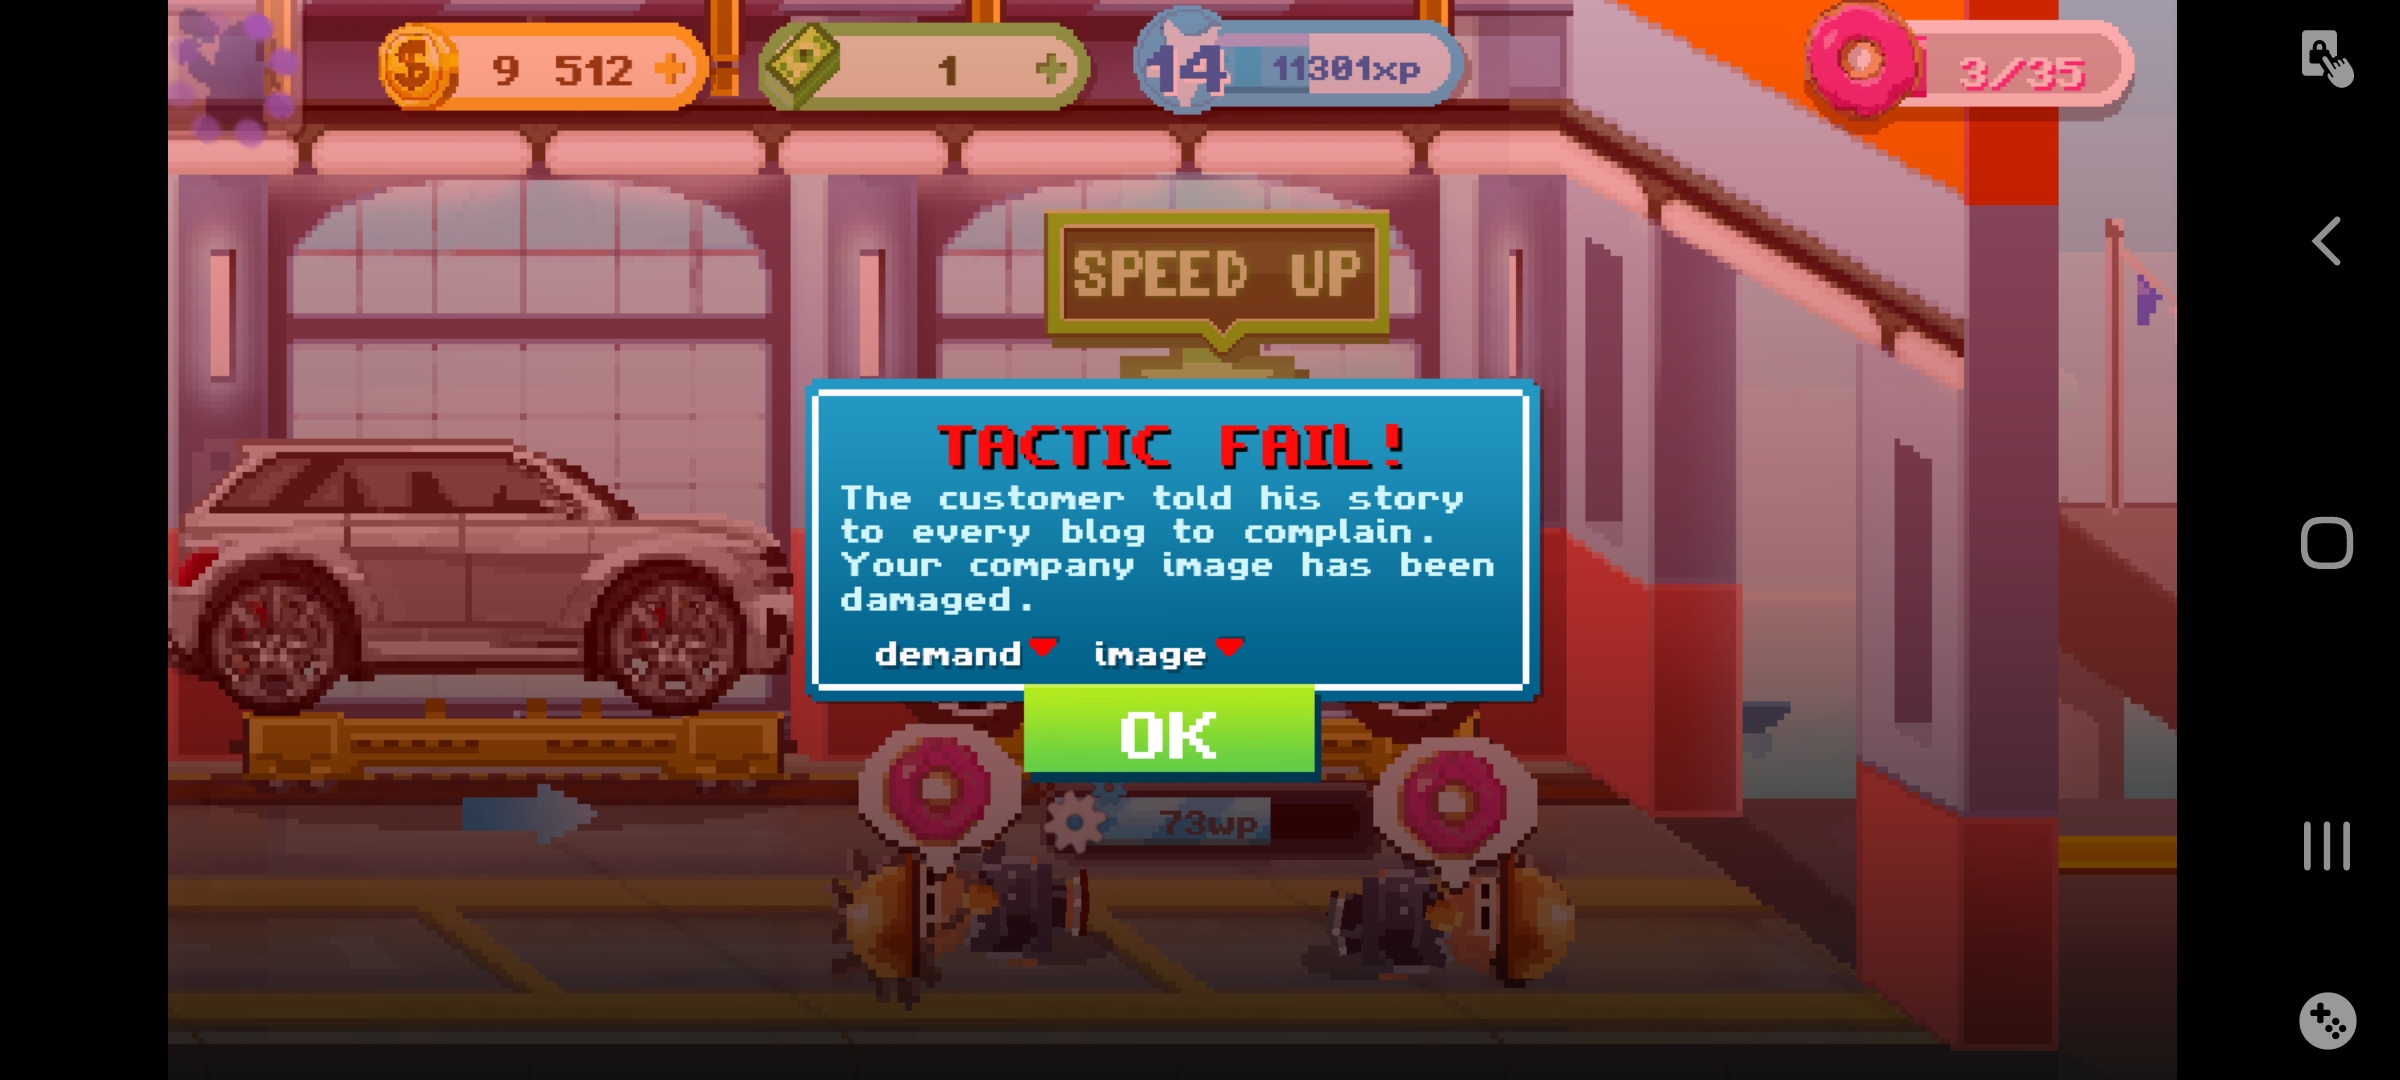 9 512 +
1 +
14 11301xp
3/35
SPEED UP
TACTIC FAIL!
The customer told his story
to every blog to complain.
Your company image has been
damaged.
demand image
OK
73wp